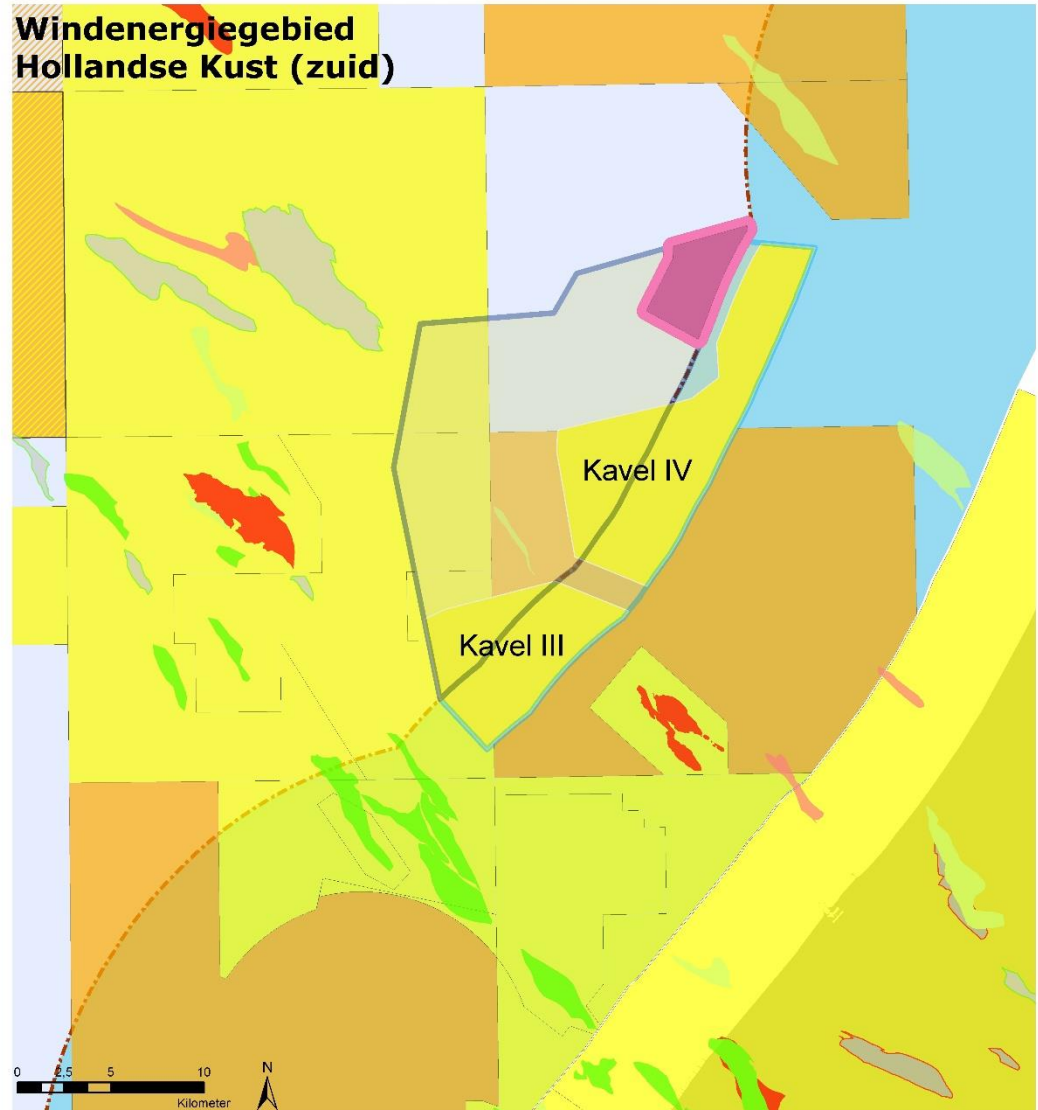 Windenergiegebied
Hollandse Kust (zuid)
Kavel IV
Kavel III
0 2,5 5 10
Kilometer
N